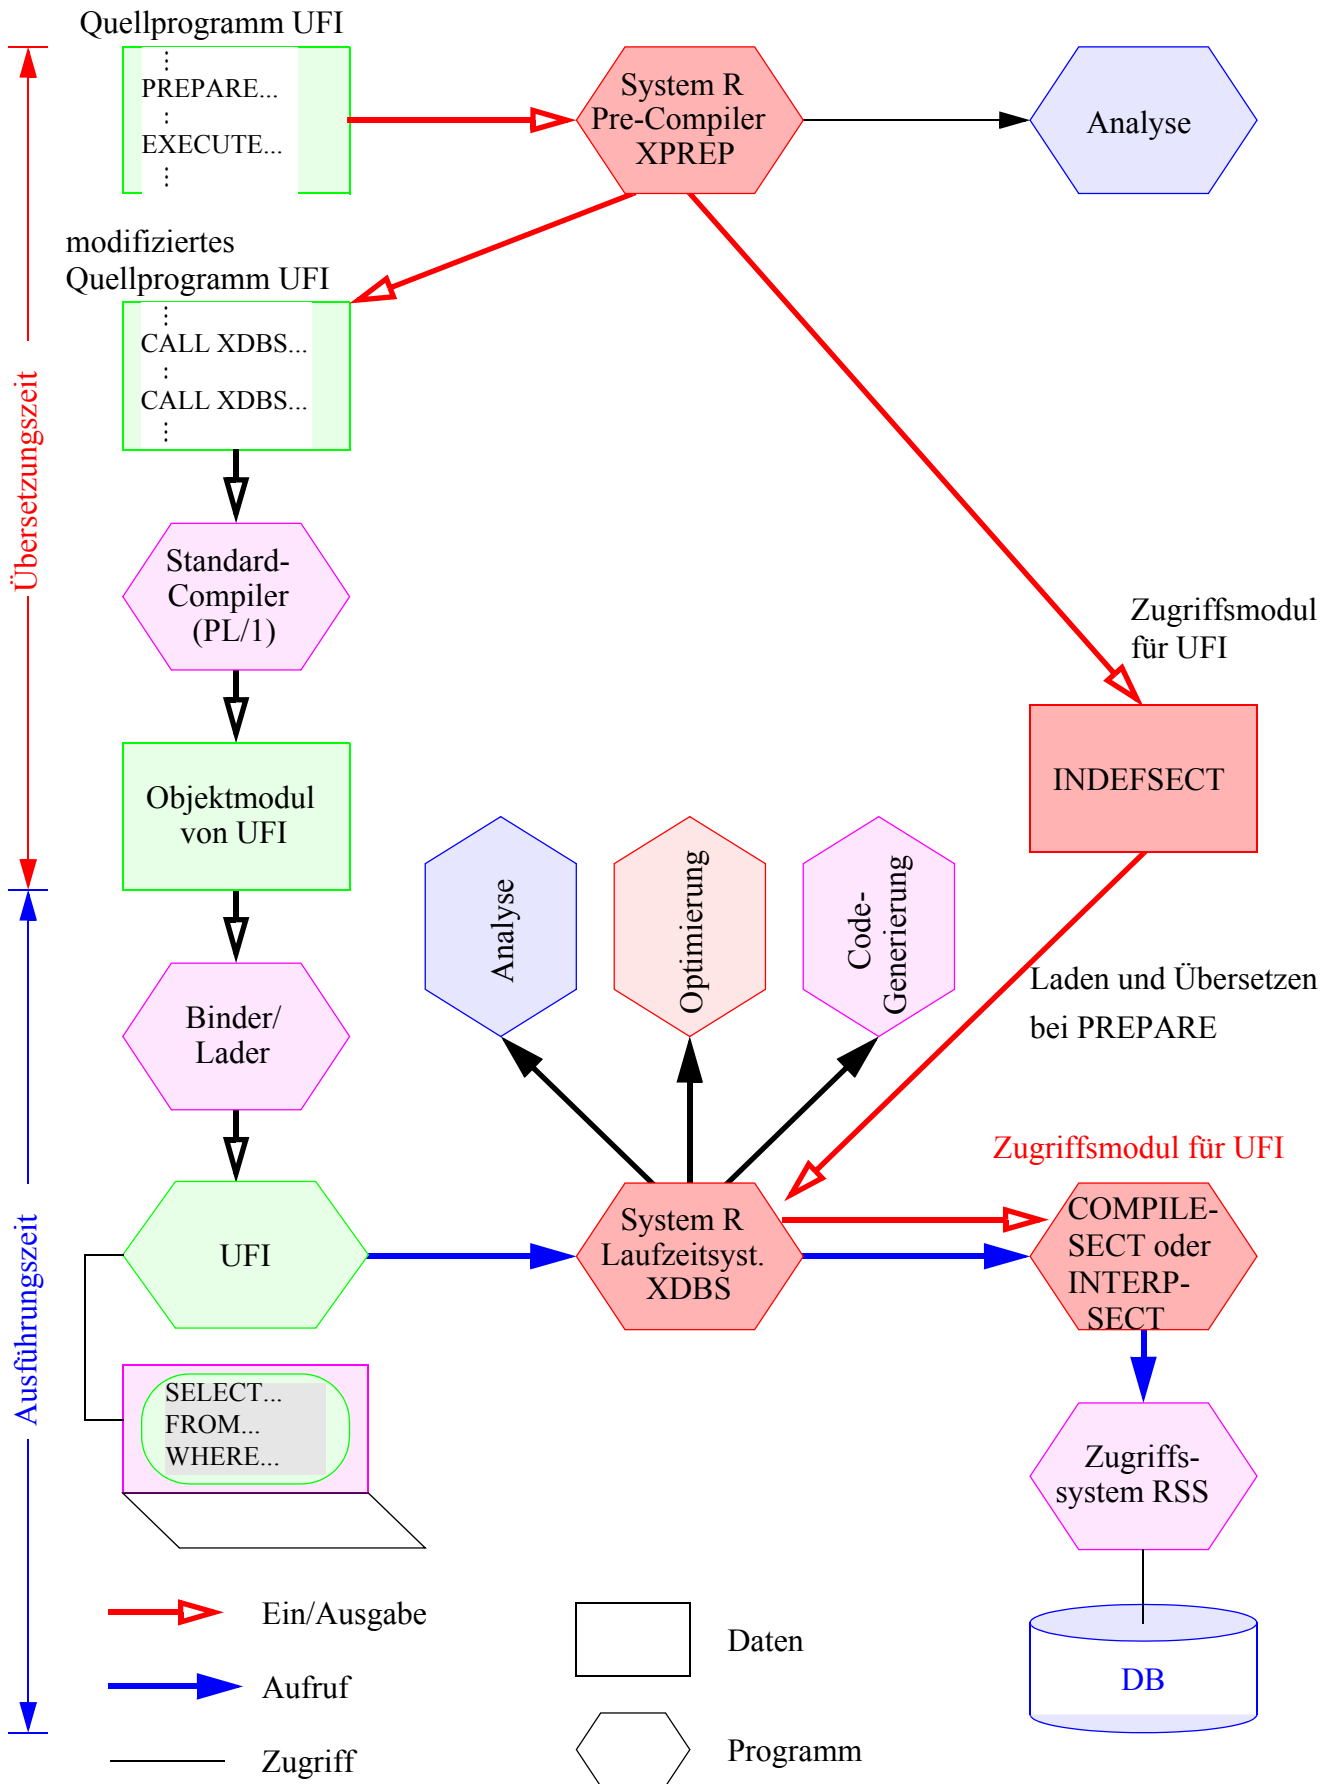 Quellprogramm UFI
PREPARE...
EXECUTE...
System R
Pre-Compiler
XPREP
Analyse
modifiziertes
Quellprogramm UFI
CALL XDBS...
CALL XDBS...
Übersetzungszeit
Standard-
Compiler
(PL/1)
Zugriffsmodul
für UFI
INDEFSECT
Objektmodul
von UFI
Analyse
Optimierung
Code-
Generierung
Laden und Übersetzen
bei PREPARE
Binder/
Lader
Zugriffsmodul für UFI
Ausführungszeit
UFI
System R
Laufzeitsyst.
XDBS
COMPILE-
SECT oder
INTERP-
SECT
SELECT...
FROM...
WHERE...
Zugriffs-
system RSS
DB
Ein/Ausgabe
Aufruf
Zugriff
Daten
Programm